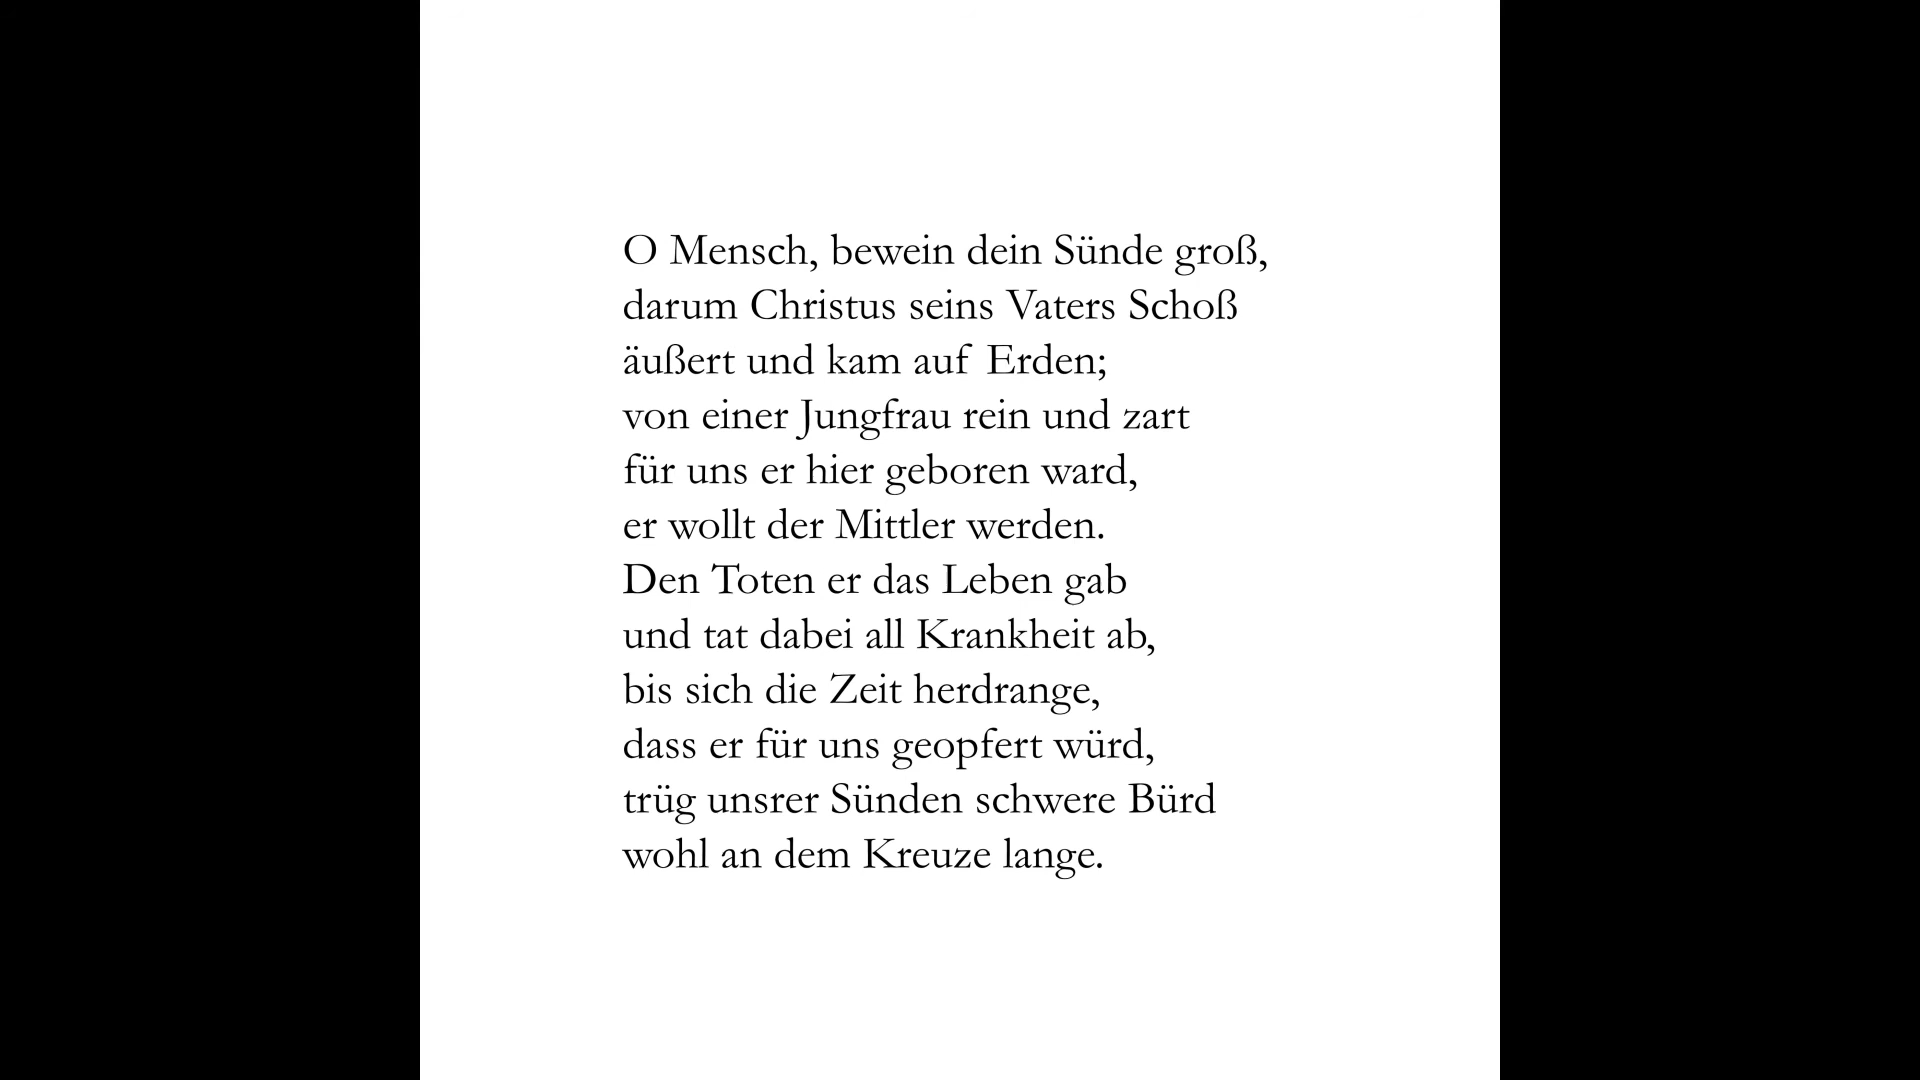 O Mensch, bewein dein Sünde groß,
darum Christus seins Vaters Schoß
äußert und kam auf Erden;
von einer Jungfrau rein und zart
für uns er hier geboren ward,
er wollt der Mittler werden.
Den Toten er das Leben gab
und tat dabei all Krankheit ab,
bis sich die Zeit herdrange,
dass er für uns geopfert würd,
trüg unsrer Sünden schwere Bürd
wohl an dem Kreuze lange.